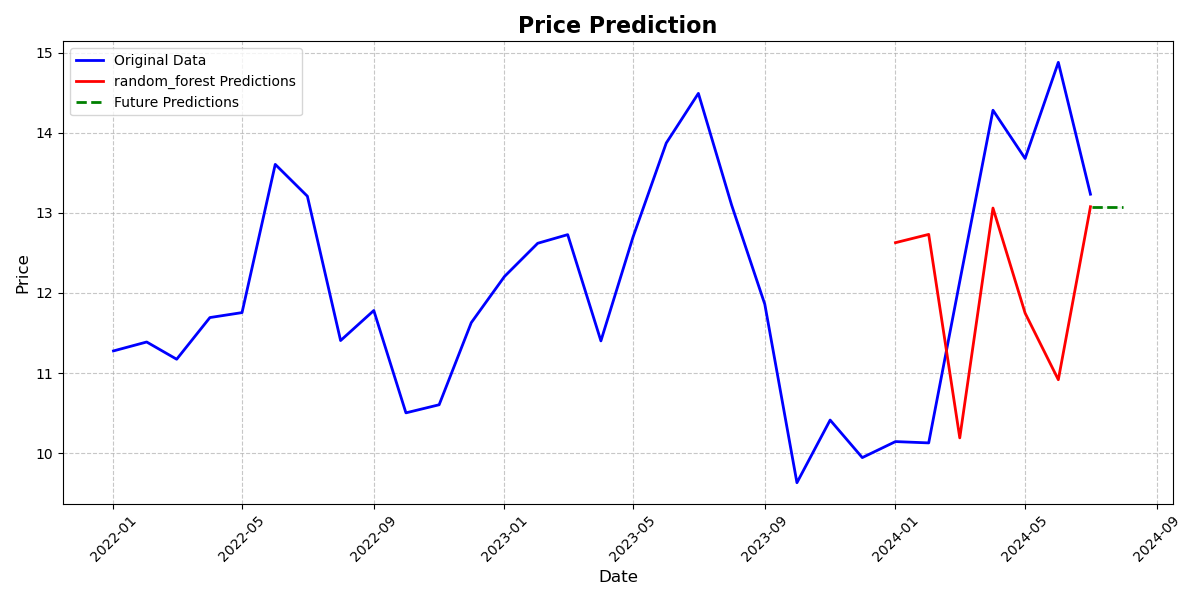 Price Prediction
Original Data
random_forest Predictions
Future Predictions
Price
15
14
13
12
11
10
2022-01
2022-05
2022-09
2023-01
2023-05
2023-09
2024-01
2024-05
2024-09
Date